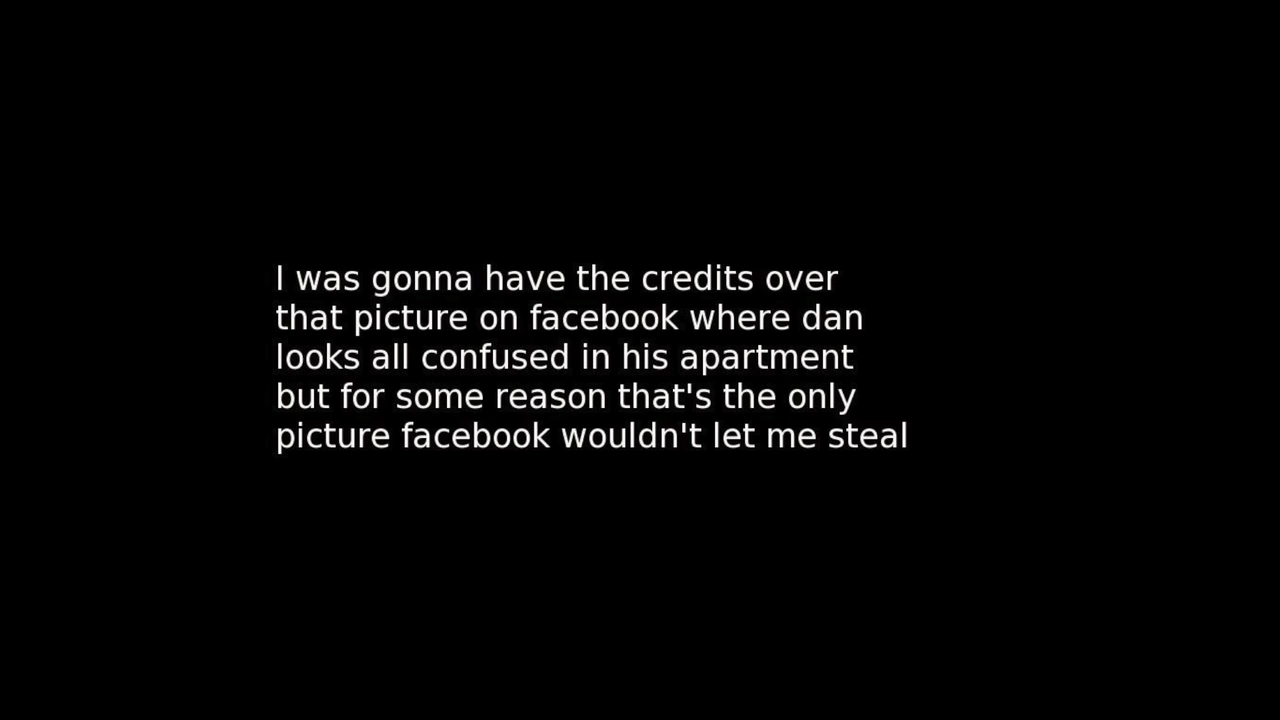 I was gonna have the credits over
that picture on facebook where dan
looks all confused in his apartment
but for some reason that's the only
picture facebook wouldn't let me steal